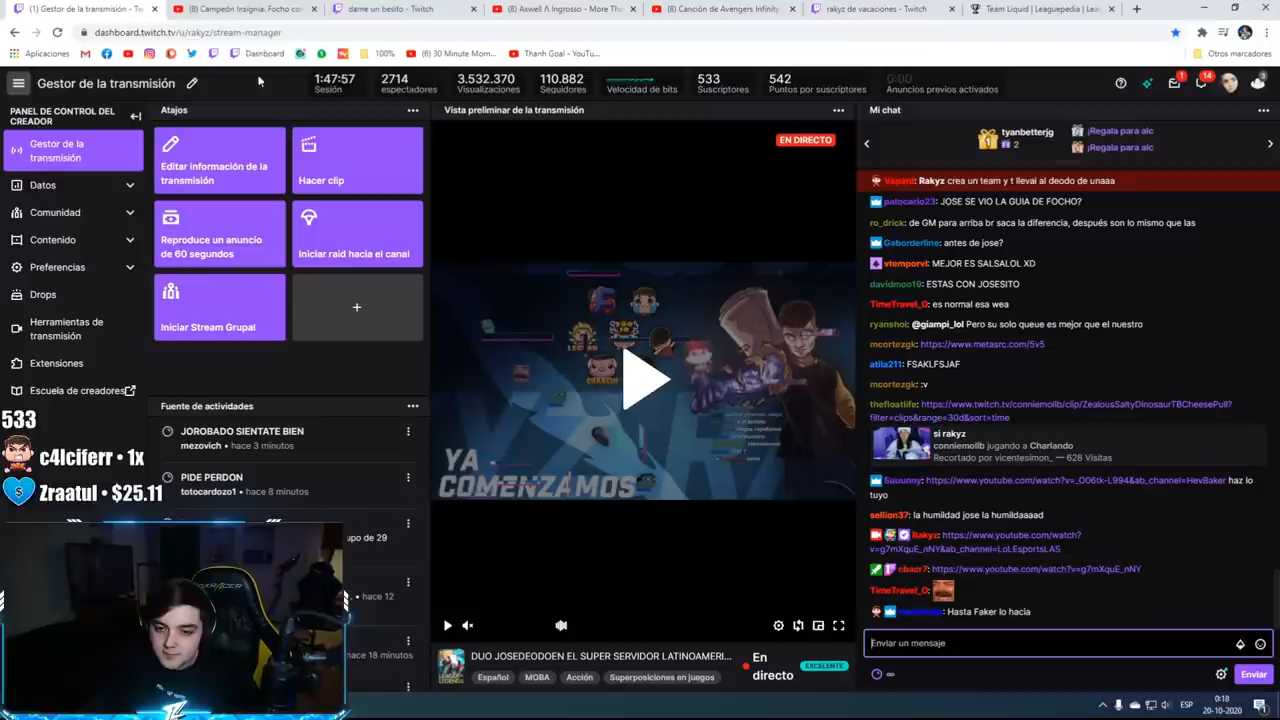 (1) Gestor de la transmisión - Tw
(8) Campeón Insignia: Focho co
dame un besito - Twitch
(8) Axwell Λ Ingrosso - More Th
(8) Canción de Avengers Infinity
rakyz de vacaciones - Twitch
Team Liquid | Leaguepedia | Lea
dashboard.twitch.tv/u/rakyz/stream-manager
Aplicaciones
Dashboard
100%
(6) 30 Minute Morn...
Thanh Goal - YouTu...
Otros marcadores
Gestor de la transmisión
1:47:57
Sesión
2714
espectadores
3.532.370
Visualizaciones
110.882
Seguidores
Velocidad de bits
533
Suscriptores
542
Puntos por suscriptores
0:00
Anuncios previos activados
1
14
3
PANEL DE CONTROL DEL
CREADOR
Gestor de la
transmisión
Datos
Comunidad
Contenido
Preferencias
Drops
Herramientas de
transmisión
Extensiones
Escuela de creadores
Atajos
Editar información de la
transmisión
Hacer clip
Reproduce un anuncio
de 60 segundos
Iniciar raid hacia el canal
Iniciar Stream Grupal
+
Fuente de actividades
JOROBADO SIENTATE BIEN
mezovich • hace 3 minutos
PIDE PERDON
totocardozo1 • hace 8 minutos
upo de 29
. • hace 12
hace 18 minutos
533
c4lciferr • 1x
Zraatul • $25.11
Vista preliminar de la transmisión
EN DIRECTO
YA
COMENZAMOS
DUO JOSEDEODOEN EL SUPER SERVIDOR LATINOAMERI...
Español
MOBA
Acción
Superposiciones en juegos
En
directo
EXCELENTE
Mi chat
tyanbetterjg
2
¡Regala para alc
¡Regala para alc
Vapard: Rakyz crea un team y t llevai al deodo de unaaa
patocarlo23: JOSE SE VIO LA GUIA DE FOCHO?
ro_drick: de GM para arriba br saca la diferencia, después son lo mismo que las
Gaborderline: antes de jose?
vtemporvl: MEJOR ES SALSALOL XD
davidmoo19: ESTAS CON JOSESITO
TimeTravel_O: es normal esa wea
ryanshoi: @giampi_lol Pero su solo queue es mejor que el nuestro
mcortezgk: https://www.metasrc.com/5v5
atila211: FSAKLFSJAF
mcortezgk: :v
thefloatlife: https://www.twitch.tv/conniemollb/clip/ZealousSaltyDinosaurTBCheesePull?
filter=clips&range=30d&sort=time
si rakyz
conniemollb jugando a Charlando
Recortado por vicentesimon_ — 628 Visitas
Suuunny: https://www.youtube.com/watch?v=_O06tk-L994&ab_channel=HevBaker haz lo
tuyo
sellion37: la humildad jose la humildaaaad
Rakyz: https://www.youtube.com/watch?
v=g7mXquE_nNY&ab_channel=LoLEsportsLAS
cbacr7: https://www.youtube.com/watch?v=g7mXquE_nNY
TimeTravel_O:
Hasta Faker lo hacia
Enviar un mensaje
Enviar
ESP
0:18
20-10-2020